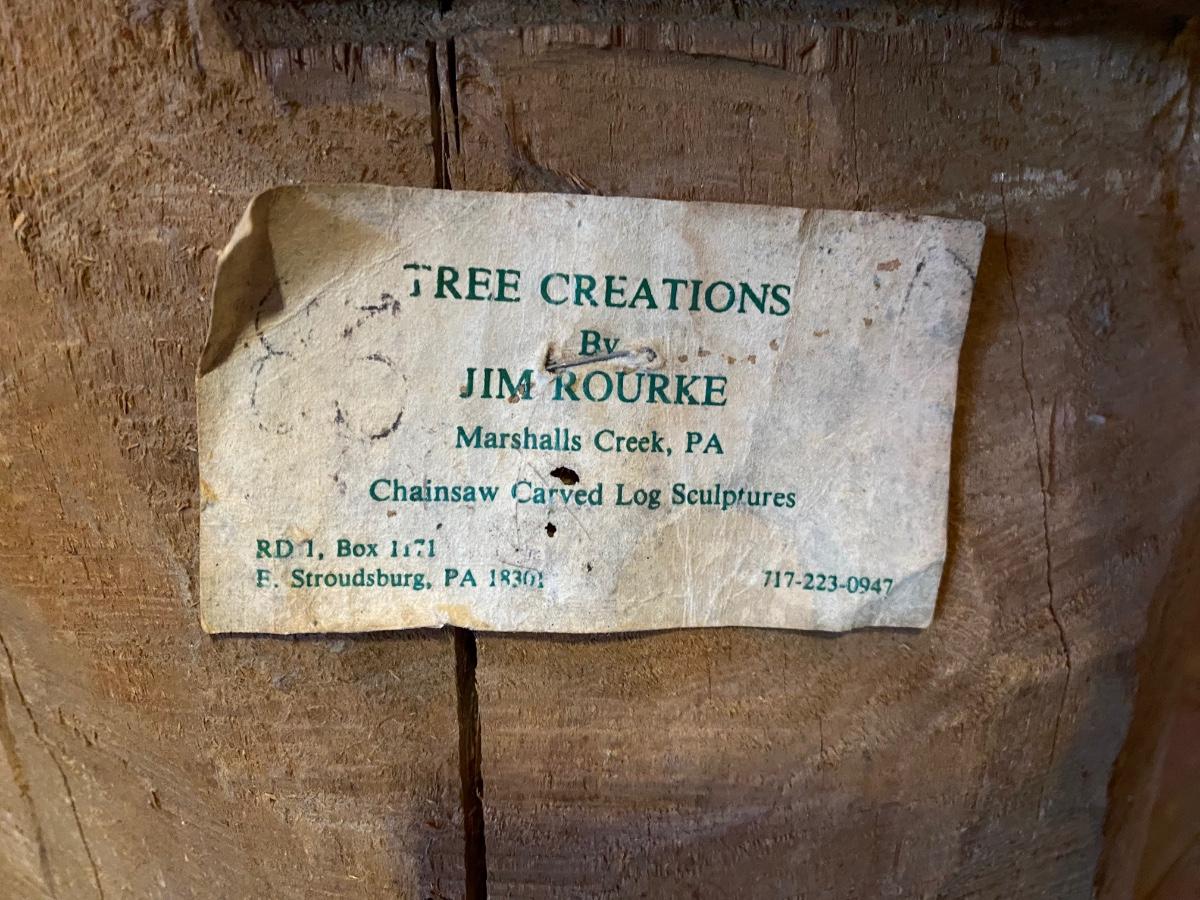 TREE CREATIONS
By
JIM ROURKE
Marshalls Creek, PA
Chainsaw Carved Log Sculptures
RD 1, Box 1171
E. Stroudsburg, PA 18301
717-223-0947